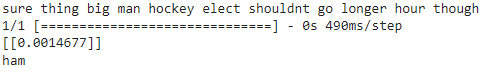 sure thing big man hockey elect shouldnt go longer hour though
1/1 [==============================] - 0s 490ms/step
[[0.0014677]]
ham